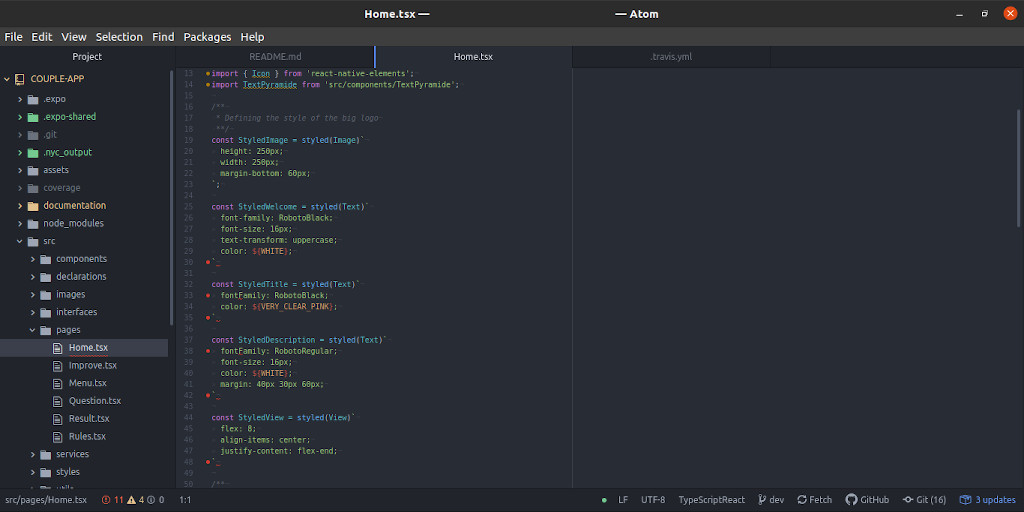 Home.tsx — — Atom
File Edit View Selection Find Packages Help
Project
README.md
Home.tsx
.travis.yml
COUPLE-APP
.expo
.expo-shared
.git
.nyc_output
assets
coverage
documentation
node_modules
src
components
declarations
images
interfaces
pages
Home.tsx
Improve.tsx
Menu.tsx
Question.tsx
Result.tsx
Rules.tsx
services
styles
utils
13 import { Icon } from 'react-native-elements';
14 import TextPyramide from 'src/components/TextPyramide';
15
16 /**
17 * Defining the style of the big logo
18 **/
19 const StyledImage = styled(Image)`
20 height: 250px;
21 width: 250px;
22 margin-bottom: 60px;
23 `;
24
25 const StyledWelcome = styled(Text)`
26 font-family: RobotoBlack;
27 font-size: 16px;
28 text-transform: uppercase;
29 color: ${WHITE};
30 `
31
32 const StyledTitle = styled(Text)`
33 fontFamily: RobotoBlack;
34 color: ${VERY_CLEAR_PINK};
35 `
36
37 const StyledDescription = styled(Text)`
38 fontFamily: RobotoRegular;
39 font-size: 16px;
40 color: ${WHITE};
41 margin: 40px 30px 60px;
42 `
43
44 const StyledView = styled(View)`
45 flex: 8;
46 align-items: center;
47 justify-content: flex-end;
48 `
49
50 /**
src/pages/Home.tsx 11 4 0 1:1 LF UTF-8 TypeScriptReact dev Fetch GitHub Git (16) 3 updates